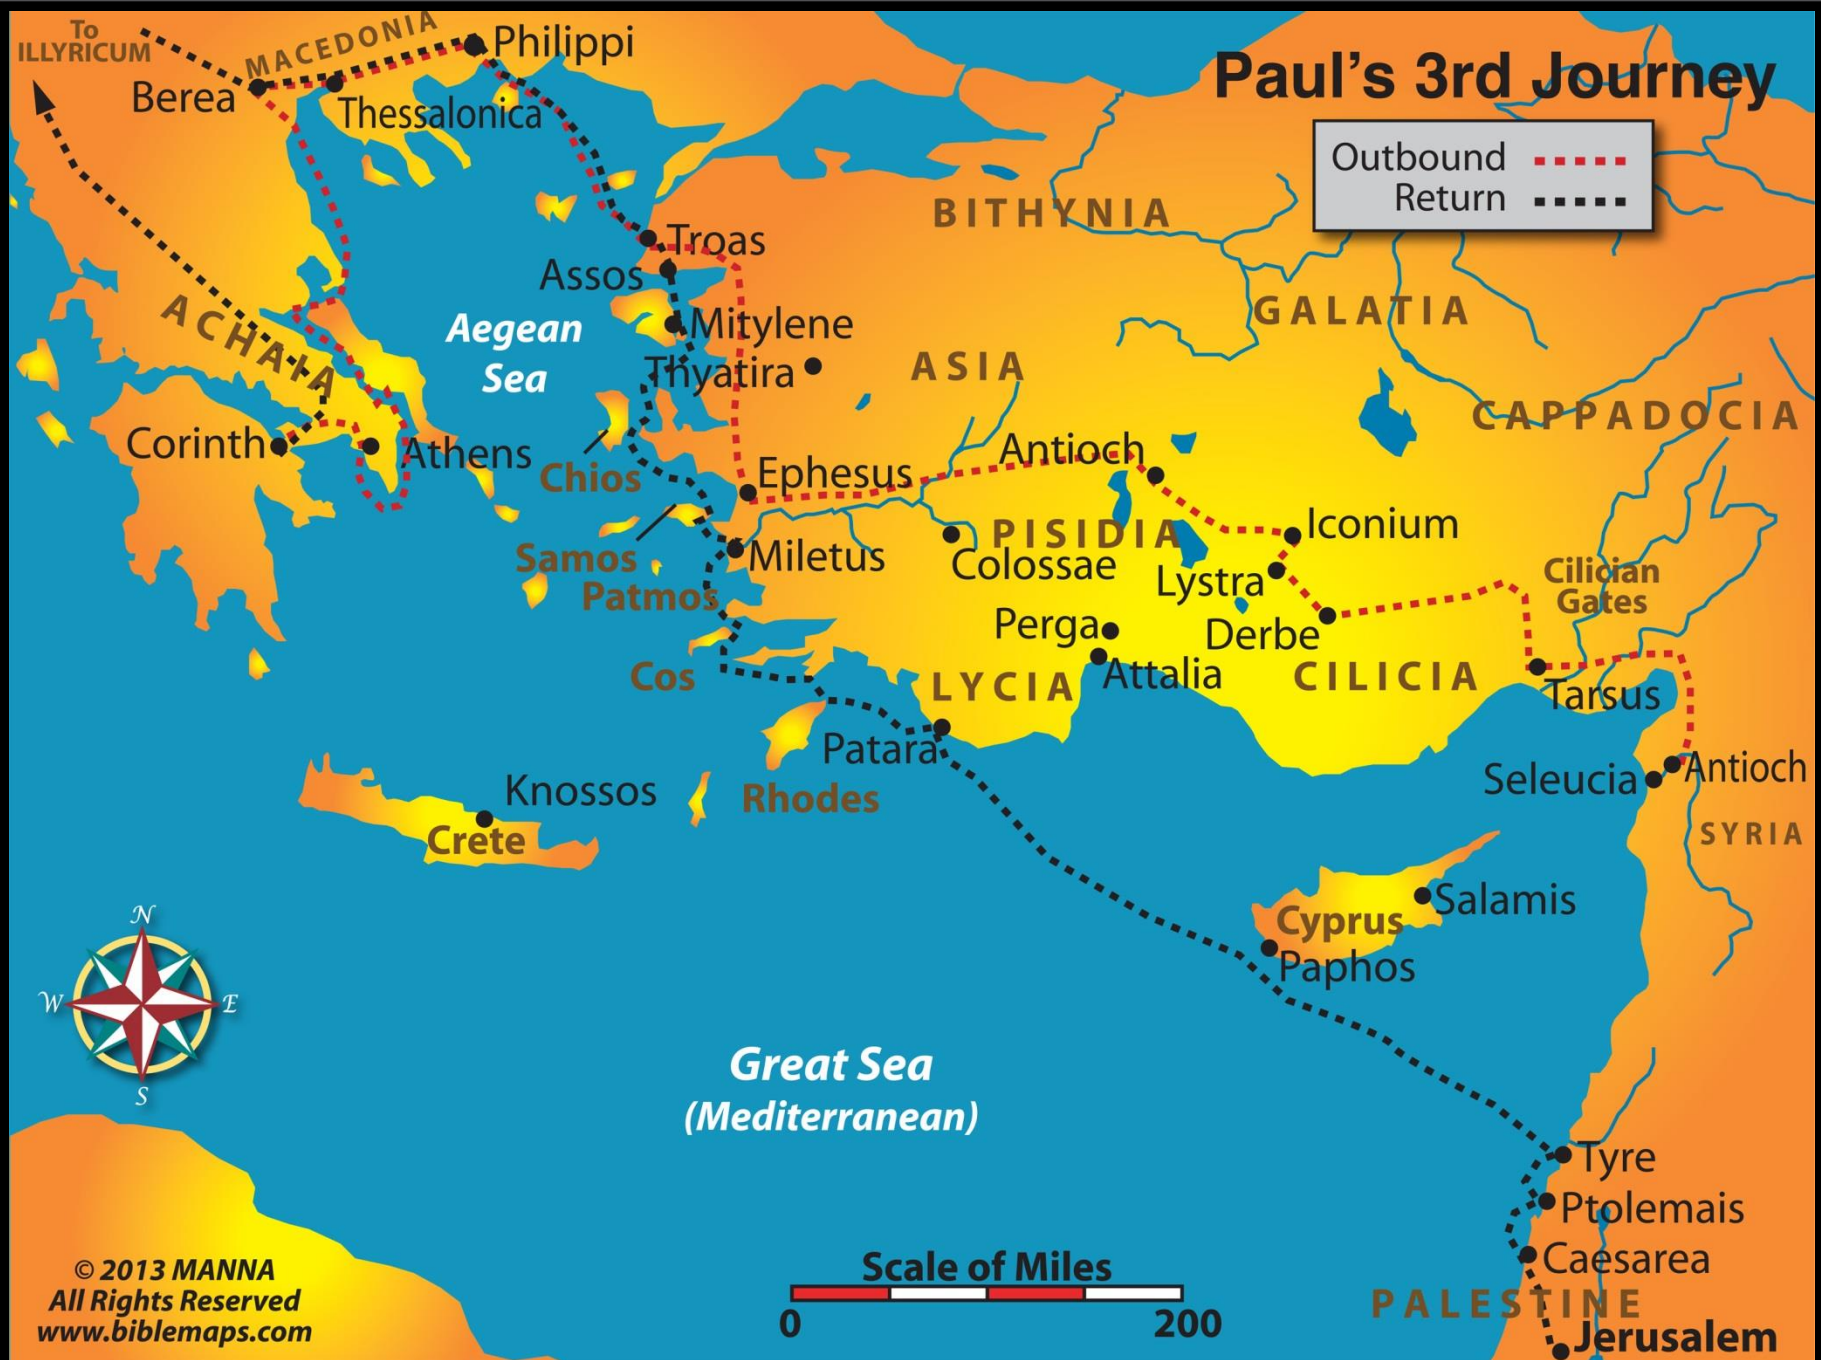 To
ILLYRICUM
MACEDONIA
Philippi
Berea
Thessalonica
Paul's 3rd Journey
Outbound
Return
BITHYNIA
Troas
Assos
ACHAIA
Aegean
Sea
Mitylene
Thyatira
ASIA
GALATIA
CAPPADOCIA
Corinth
Athens
Chios
Ephesus
Antioch
Samos
Patmos
Miletus
PISIDIA
Colossae
Iconium
Lystra
Derbe
Cilician
Gates
Perga
Attalia
Cos
LYCIA
CILICIA
Tarsus
Patara
Rhodes
Knossos
Crete
Seleucia
Antioch
SYRIA
Salamis
Cyprus
Paphos
N
W
E
S
Great Sea
(Mediterranean)
Tyre
Ptolemais
Caesarea
PALESTINE
Jerusalem
Scale of Miles
0
200
© 2013 MANNA
All Rights Reserved
www.biblemaps.com